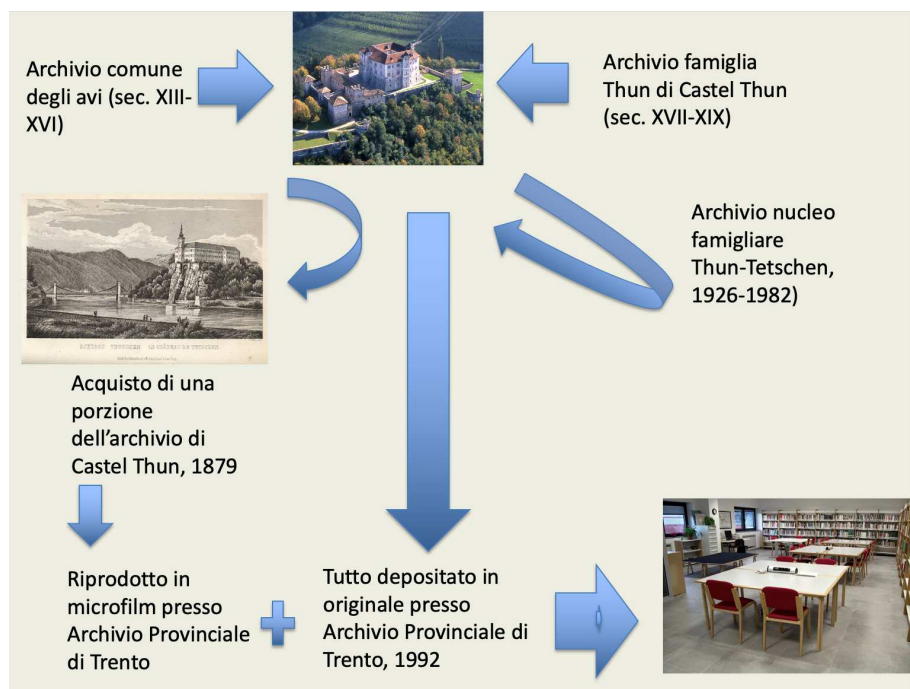 Archivio comune
degli avi (sec. XIII-
XVI)
Archivio famiglia
Thun di Castel Thun
(sec. XVII-XIX)
Archivio nucleo
famigliare
Thun-Tetschen,
1926-1982)
Acquisto di una
porzione
dell’archivio di
Castel Thun, 1879
Riprodotto in
microfilm presso
Archivio Provinciale
di Trento
Tutto depositato in
originale presso
Archivio Provinciale di
Trento, 1992